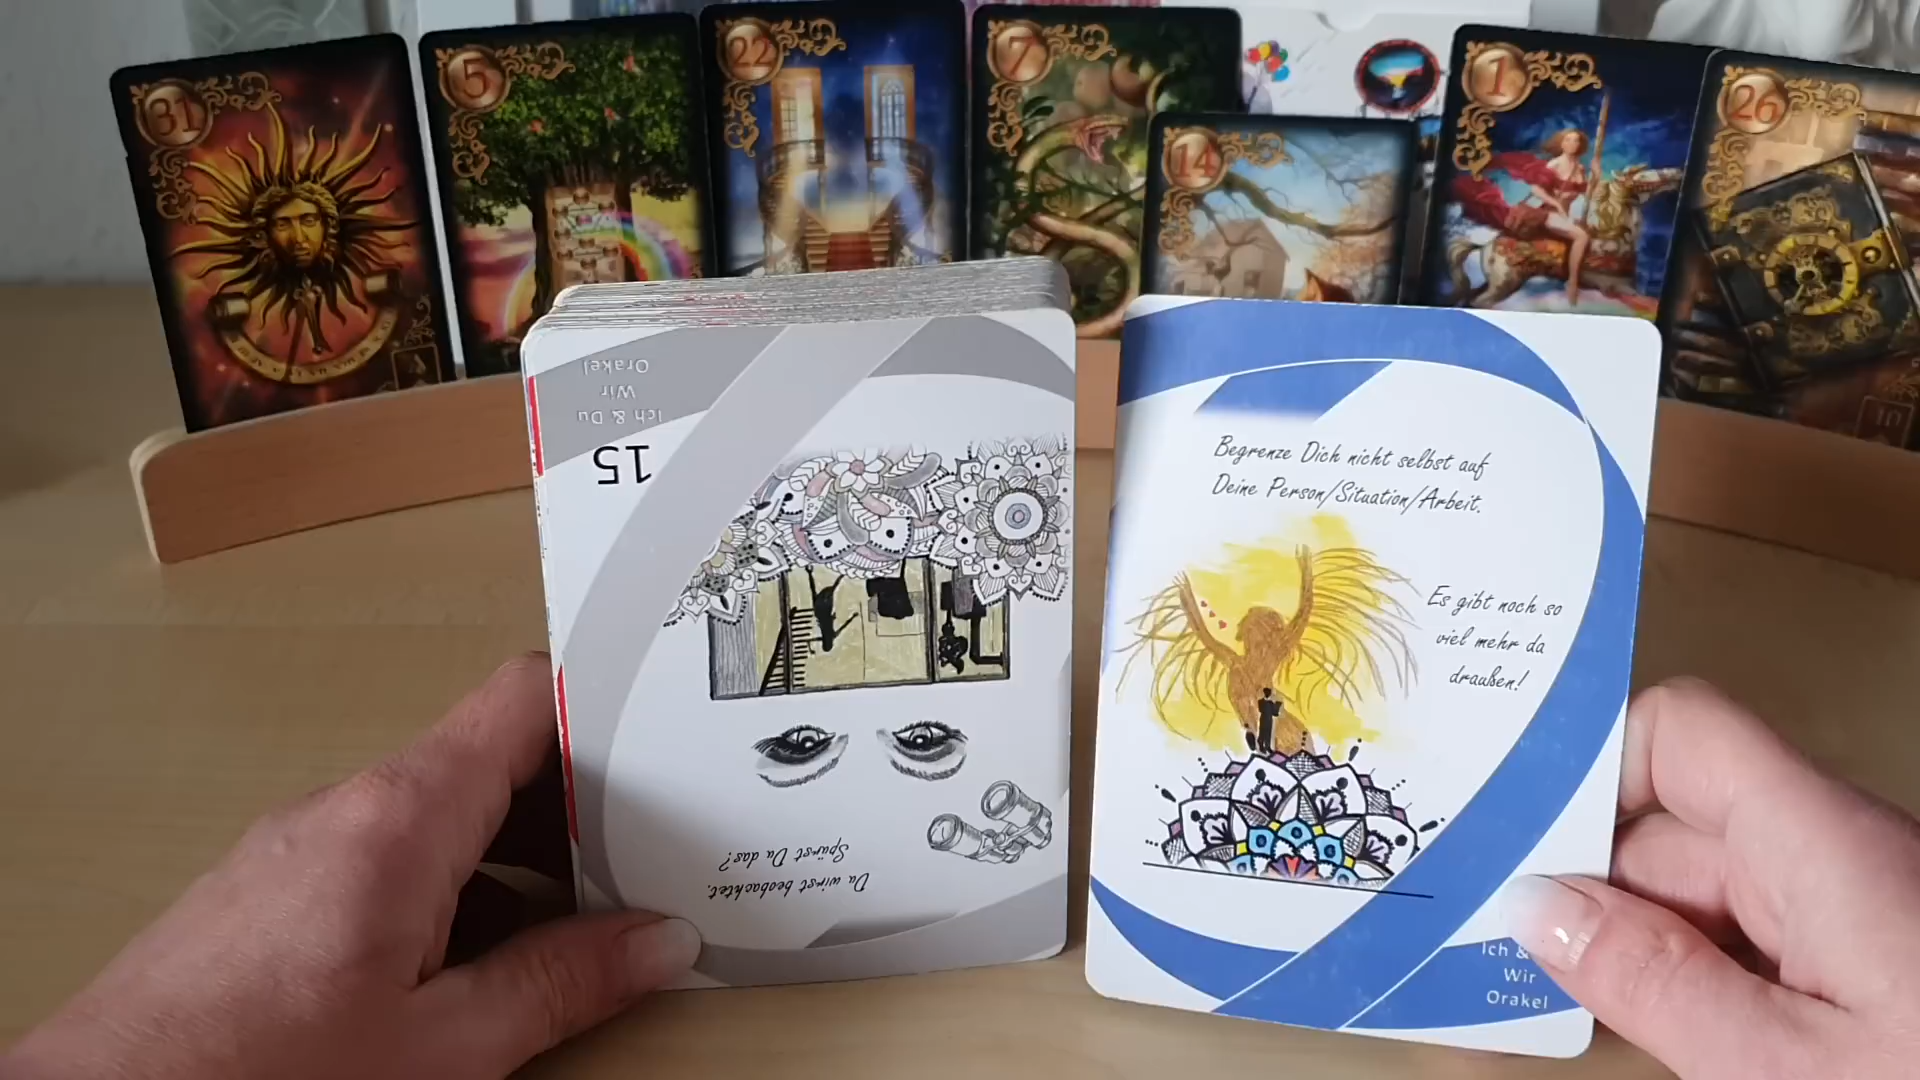 31
5
22
7
14
1
26
Ich & Du
Wir
Orakel
15
Du wirst beobachtet.
Spürst Du das?
Begrenze Dich nicht selbst auf
Deine Person/Situation/Arbeit.
Es gibt noch so
viel mehr da
draußen!
Ich &
Wir
Orakel